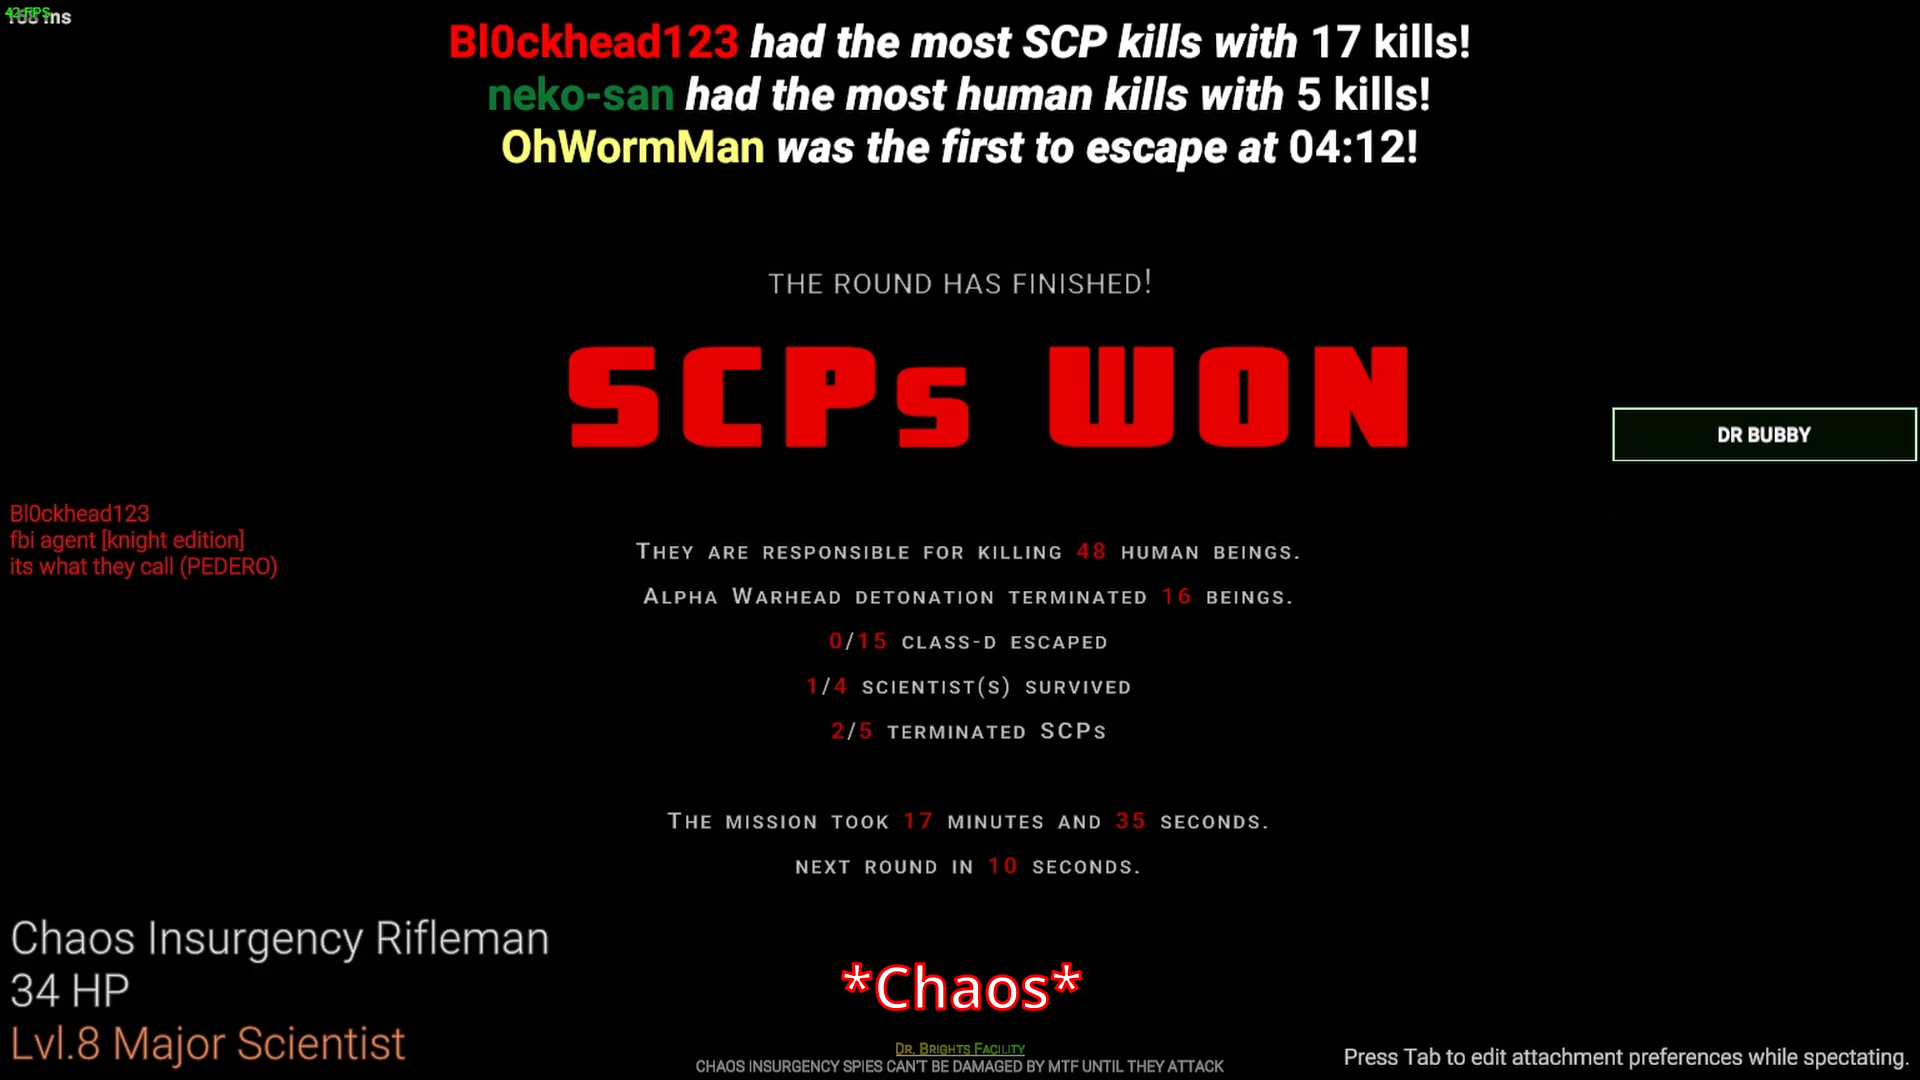 42 FPS
Bl0ckhead123 had the most SCP kills with 17 kills!
neko-san had the most human kills with 5 kills!
OhWormMan was the first to escape at 04:12!
THE ROUND HAS FINISHED!
SCPs WON
DR BUBBY
Bl0ckhead123
fbi agent [knight edition]
its what they call (PEDERO)
THEY ARE RESPONSIBLE FOR KILLING 48 HUMAN BEINGS.
ALPHA WARHEAD DETONATION TERMINATED 16 BEINGS.
0/15 CLASS-D ESCAPED
1/4 SCIENTIST(S) SURVIVED
2/5 TERMINATED SCPS
THE MISSION TOOK 17 MINUTES AND 35 SECONDS.
NEXT ROUND IN 10 SECONDS.
Chaos Insurgency Rifleman
34 HP
Lvl.8 Major Scientist
*Chaos*
DR. BRIGHTS FACILITY
CHAOS INSURGENCY SPIES CAN'T BE DAMAGED BY MTF UNTIL THEY ATTACK
Press Tab to edit attachment preferences while spectating.